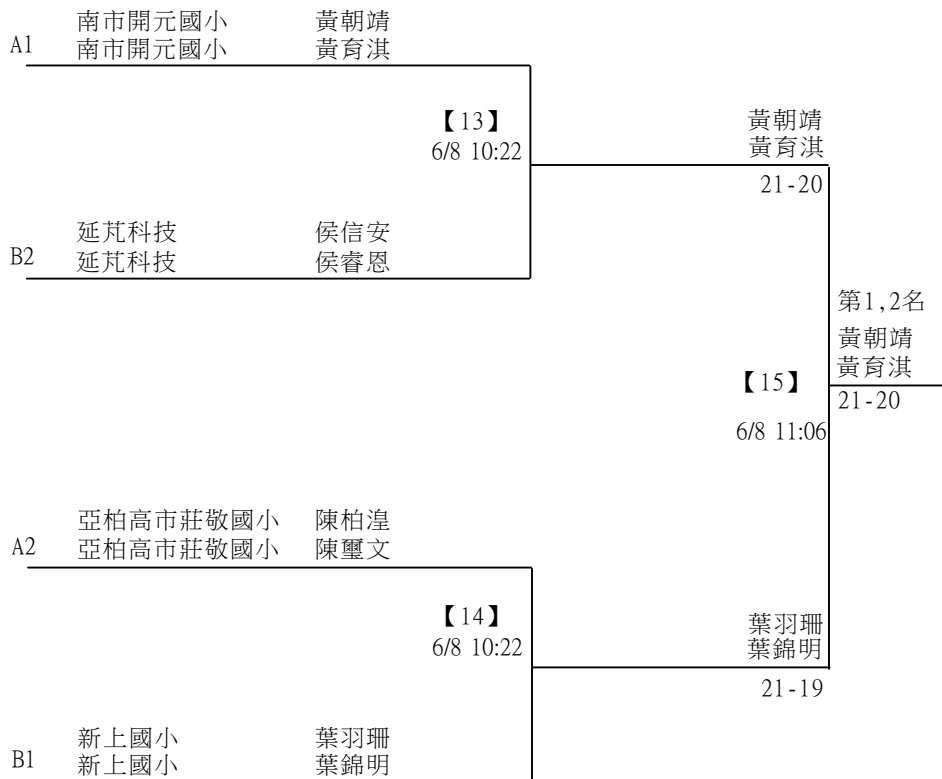 南市開元國小 黃朝靖
A1 南市開元國小 黃育淇
【13】
6/8 10:22
黃朝靖
黃育淇
21-20
延芃科技 侯信安
B2 延芃科技 侯睿恩
第1,2名
黃朝靖
黃育淇
【15】
21-20
6/8 11:06
亞柏高市莊敬國小 陳柏湟
A2 亞柏高市莊敬國小 陳璽文
【14】
6/8 10:22
葉羽珊
葉錦明
21-19
新上國小 葉羽珊
B1 新上國小 葉錦明